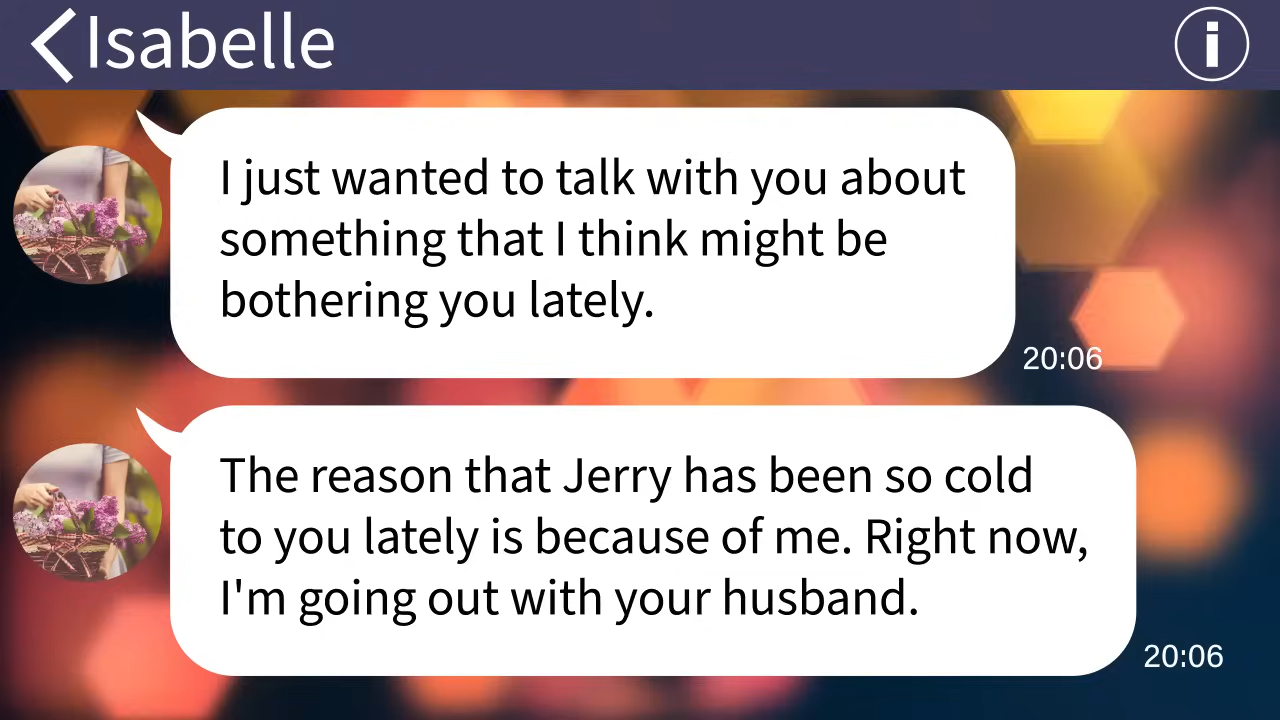 Isabelle
I just wanted to talk with you about
something that I think might be
bothering you lately.
20:06
The reason that Jerry has been so cold
to you lately is because of me. Right now,
I'm going out with your husband.
20:06